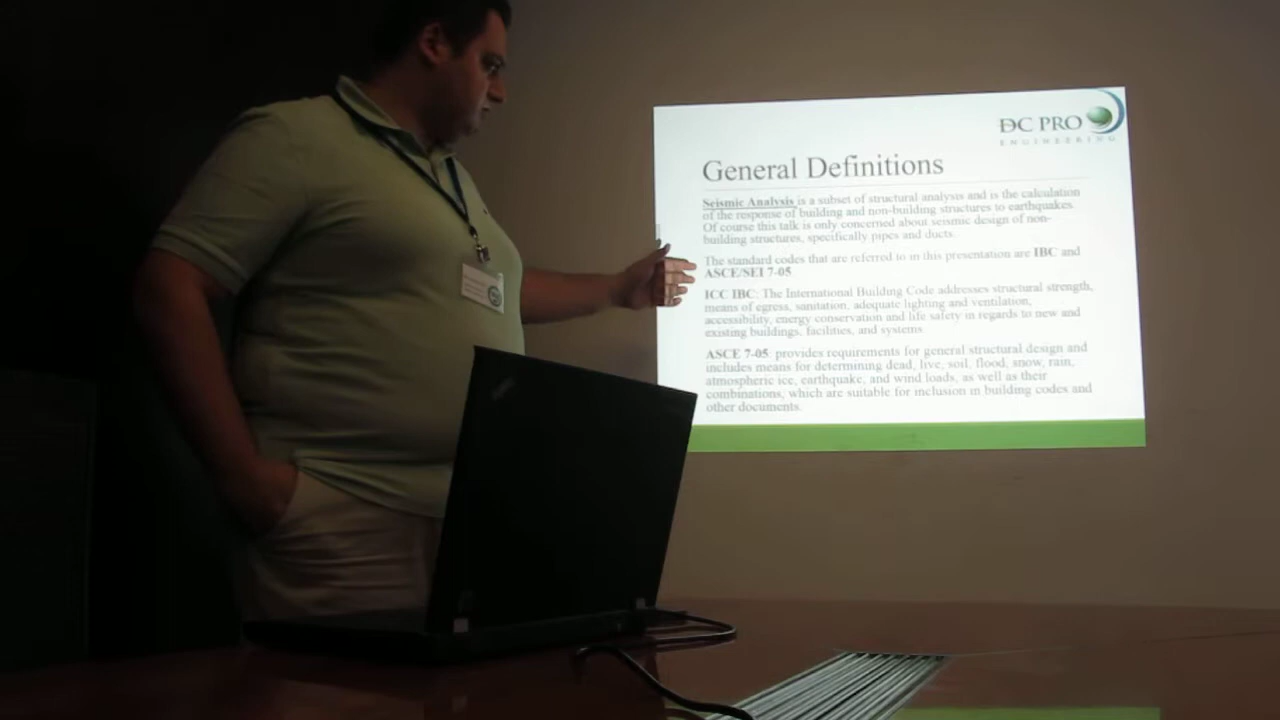 DC PRO
ENGINEERING
General Definitions
Seismic Analysis is a subset of structural analysis and is the calculation
of the response of building and non-building structures to earthquakes.
Of course this talk is only concerned about seismic design of non-
building structures, specifically pipes and ducts.
The standard codes that are referred to in this presentation are IBC and
ASCE/SEI 7-05
ICC IBC: The International Building Code addresses structural strength,
means of egress, sanitation, adequate lighting and ventilation,
accessibility, energy conservation and life safety in regards to new and
existing buildings, facilities, and systems.
ASCE 7-05: provides requirements for general structural design and
includes means for determining dead, live, soil, flood, snow, rain,
atmospheric ice, earthquake, and wind loads, as well as their
combinations, which are suitable for inclusion in building codes and
other documents.